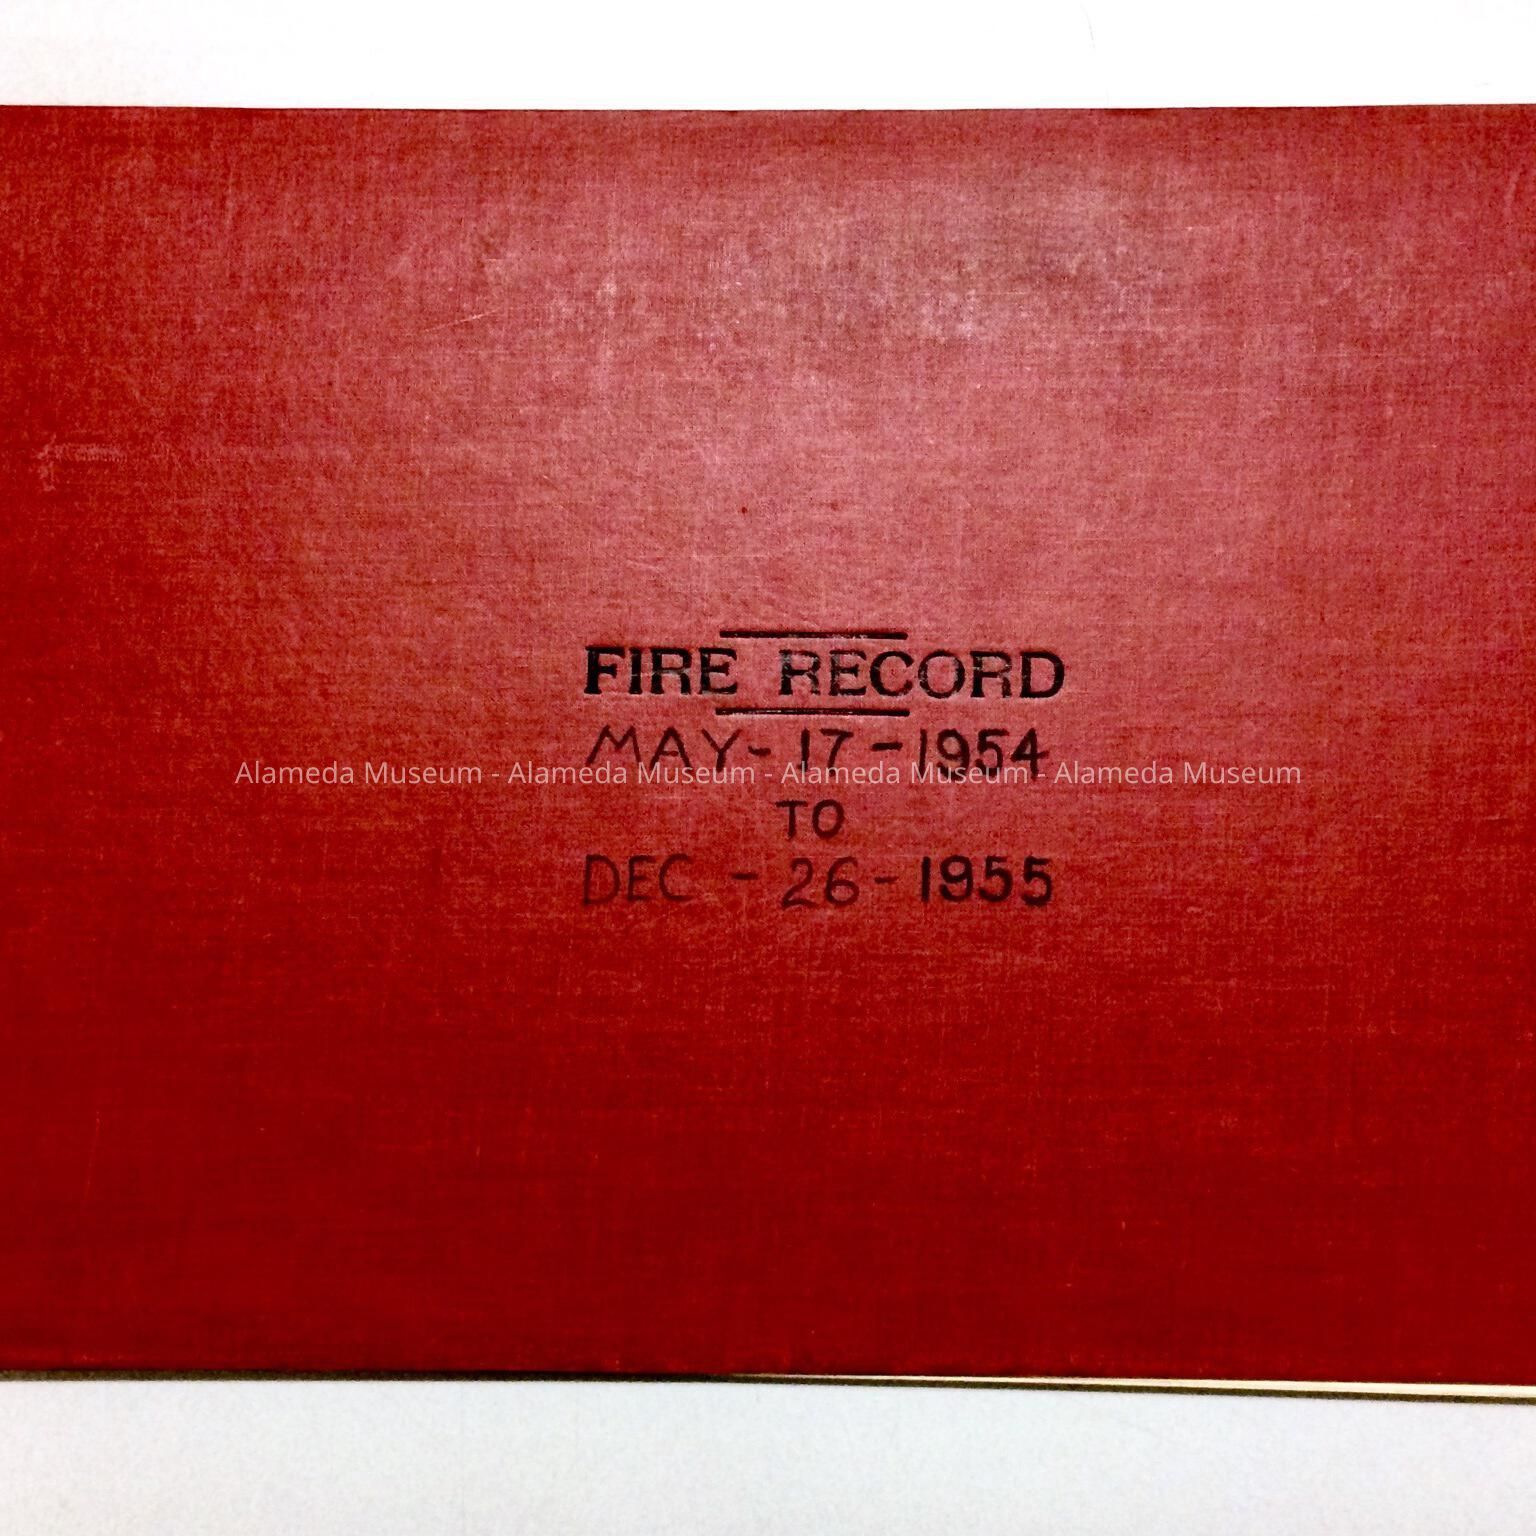 FIRE RECORD
MAY - 17 - 1954
Alameda Museum - Alameda Museum - Alameda Museum - Alameda Museum
TO
DEC - 26 - 1955